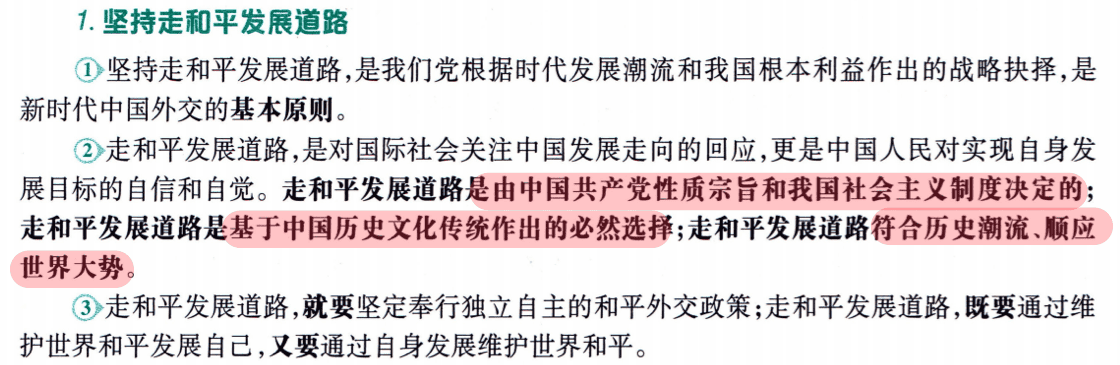 1. 坚持走和平发展道路
①坚持走和平发展道路,是我们党根据时代发展潮流和我国根本利益作出的战略抉择,是
新时代中国外交的基本原则。
②走和平发展道路,是对国际社会关注中国发展走向的回应,更是中国人民对实现自身发
展目标的自信和自觉。走和平发展道路是由中国共产党性质宗旨和我国社会主义制度决定的;
走和平发展道路是基于中国历史文化传统作出的必然选择;走和平发展道路符合历史潮流、顺应
世界大势。
③走和平发展道路,就要坚定奉行独立自主的和平外交政策;走和平发展道路,既要通过维
护世界和平发展自己,又要通过自身发展维护世界和平。